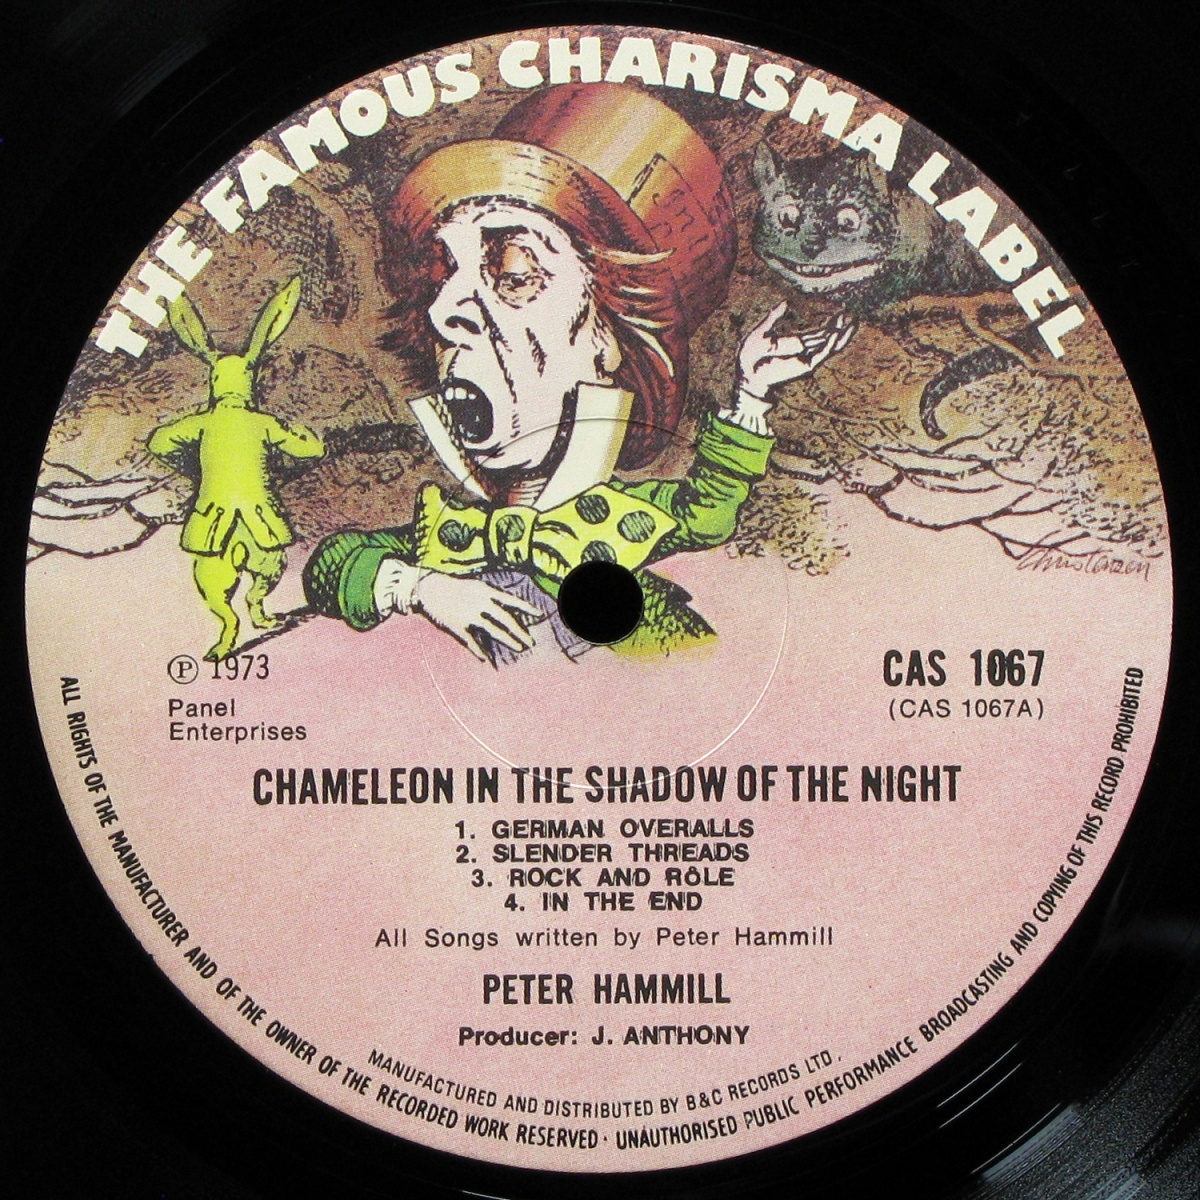 THE FAMOUS CHARISMA LABEL
Christensen
℗ 1973
Panel
Enterprises
CAS 1067
(CAS 1067A)
CHAMELEON IN THE SHADOW OF THE NIGHT
1. GERMAN OVERALLS
2. SLENDER THREADS
3. ROCK AND RÔLE
4. IN THE END
All Songs written by Peter Hammill
PETER HAMMILL
Producer: J. ANTHONY
MANUFACTURED AND DISTRIBUTED BY B&C RECORDS LTD.
ALL RIGHTS OF THE MANUFACTURER AND OF THE OWNER OF THE RECORDED WORK RESERVED · UNAUTHORISED PUBLIC PERFORMANCE BROADCASTING AND COPYING OF THIS RECORD PROHIBITED